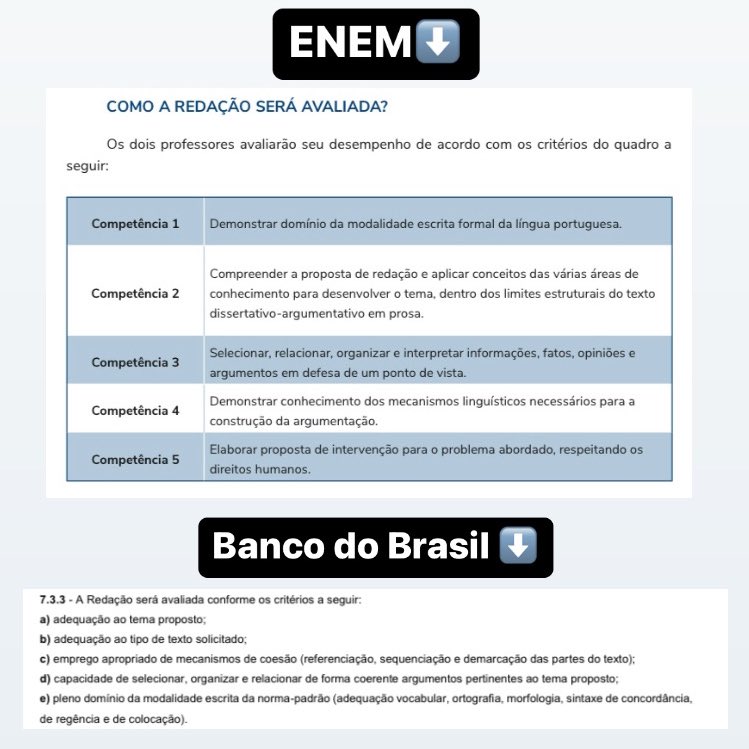 ENEM⬇️
COMO A REDAÇÃO SERÁ AVALIADA?
Os dois professores avaliarão seu desempenho de acordo com os critérios do quadro a
seguir:
Competência 1
Demonstrar domínio da modalidade escrita formal da língua portuguesa.
Competência 2
Compreender a proposta de redação e aplicar conceitos das várias áreas de
conhecimento para desenvolver o tema, dentro dos limites estruturais do texto
dissertativo-argumentativo em prosa.
Competência 3
Selecionar, relacionar, organizar e interpretar informações, fatos, opiniões e
argumentos em defesa de um ponto de vista.
Competência 4
Demonstrar conhecimento dos mecanismos linguísticos necessários para a
construção da argumentação.
Competência 5
Elaborar proposta de intervenção para o problema abordado, respeitando os
direitos humanos.
Banco do Brasil ⬇️
7.3.3 - A Redação será avaliada conforme os critérios a seguir:
a) adequação ao tema proposto;
b) adequação ao tipo de texto solicitado;
c) emprego apropriado de mecanismos de coesão (referenciação, sequenciação e demarcação das partes do texto);
d) capacidade de selecionar, organizar e relacionar de forma coerente argumentos pertinentes ao tema proposto;
e) pleno domínio da modalidade escrita da norma-padrão (adequação vocabular, ortografia, morfologia, sintaxe de concordância,
de regência e de colocação).